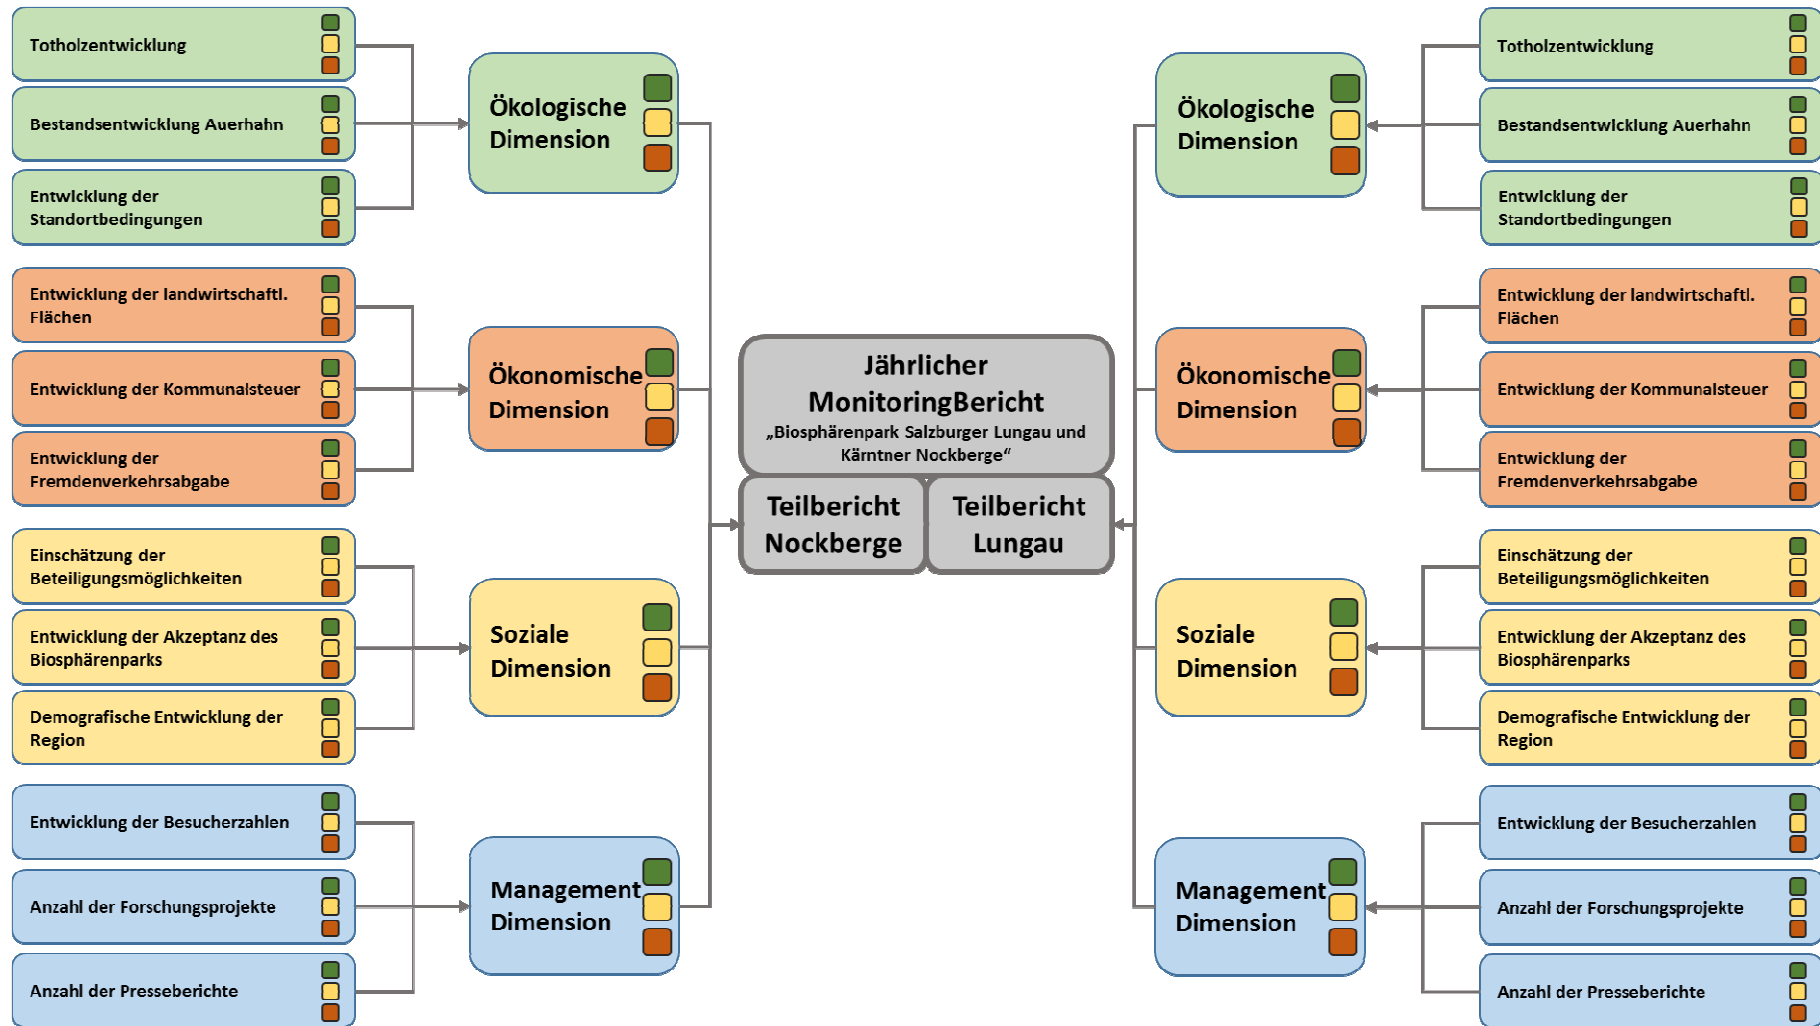 Totholzentwicklung
Bestandsentwicklung Auerhahn
Entwicklung der
Standortbedingungen
Entwicklung der landwirtschaftl.
Flächen
Entwicklung der Kommunalsteuer
Entwicklung der
Fremdenverkehrsabgabe
Einschätzung der
Beteiligungsmöglichkeiten
Entwicklung der Akzeptanz des
Biosphärenparks
Demografische Entwicklung der
Region
Entwicklung der Besucherzahlen
Anzahl der Forschungsprojekte
Anzahl der Presseberichte
Ökologische
Dimension
Ökonomische
Dimension
Soziale
Dimension
Management
Dimension
Jährlicher
MonitoringBericht
„Biosphärenpark Salzburger Lungau und
Kärntner Nockberge“
Teilbericht
Nockberge
Teilbericht
Lungau
Ökologische
Dimension
Ökonomische
Dimension
Soziale
Dimension
Management
Dimension
Totholzentwicklung
Bestandsentwicklung Auerhahn
Entwicklung der
Standortbedingungen
Entwicklung der landwirtschaftl.
Flächen
Entwicklung der Kommunalsteuer
Entwicklung der
Fremdenverkehrsabgabe
Einschätzung der
Beteiligungsmöglichkeiten
Entwicklung der Akzeptanz des
Biosphärenparks
Demografische Entwicklung der
Region
Entwicklung der Besucherzahlen
Anzahl der Forschungsprojekte
Anzahl der Presseberichte